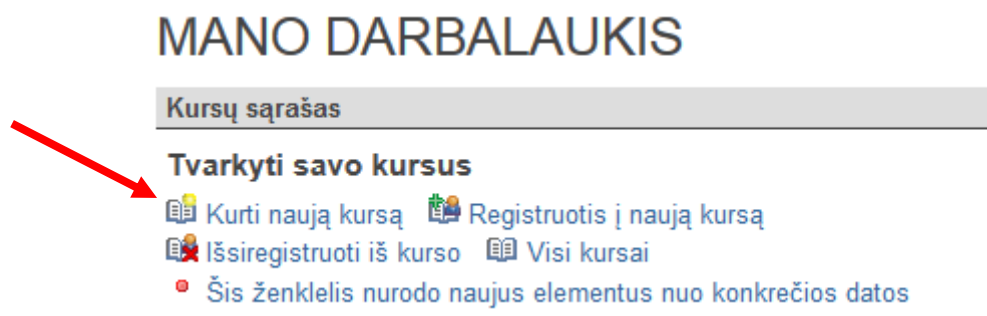 MANO DARBALAUKIS
Kursų sąrašas
Tvarkyti savo kursus
Kurti naują kursą Registruotis į naują kursą
Išsiregistruoti iš kurso Visi kursai
Šis ženklelis nurodo naujus elementus nuo konkrečios datos